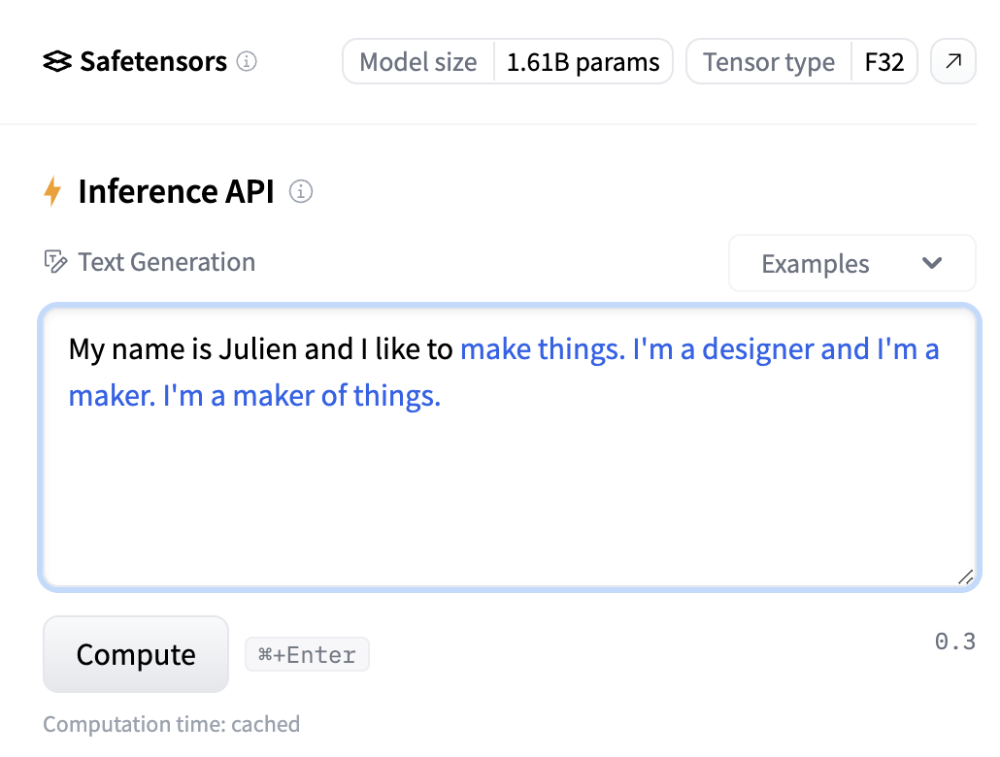 Safetensors Model size 1.61B params Tensor type F32
Inference API
Text Generation Examples
My name is Julien and I like to make things. I'm a designer and I'm a
maker. I'm a maker of things.
Compute ⌘+Enter 0.3
Computation time: cached